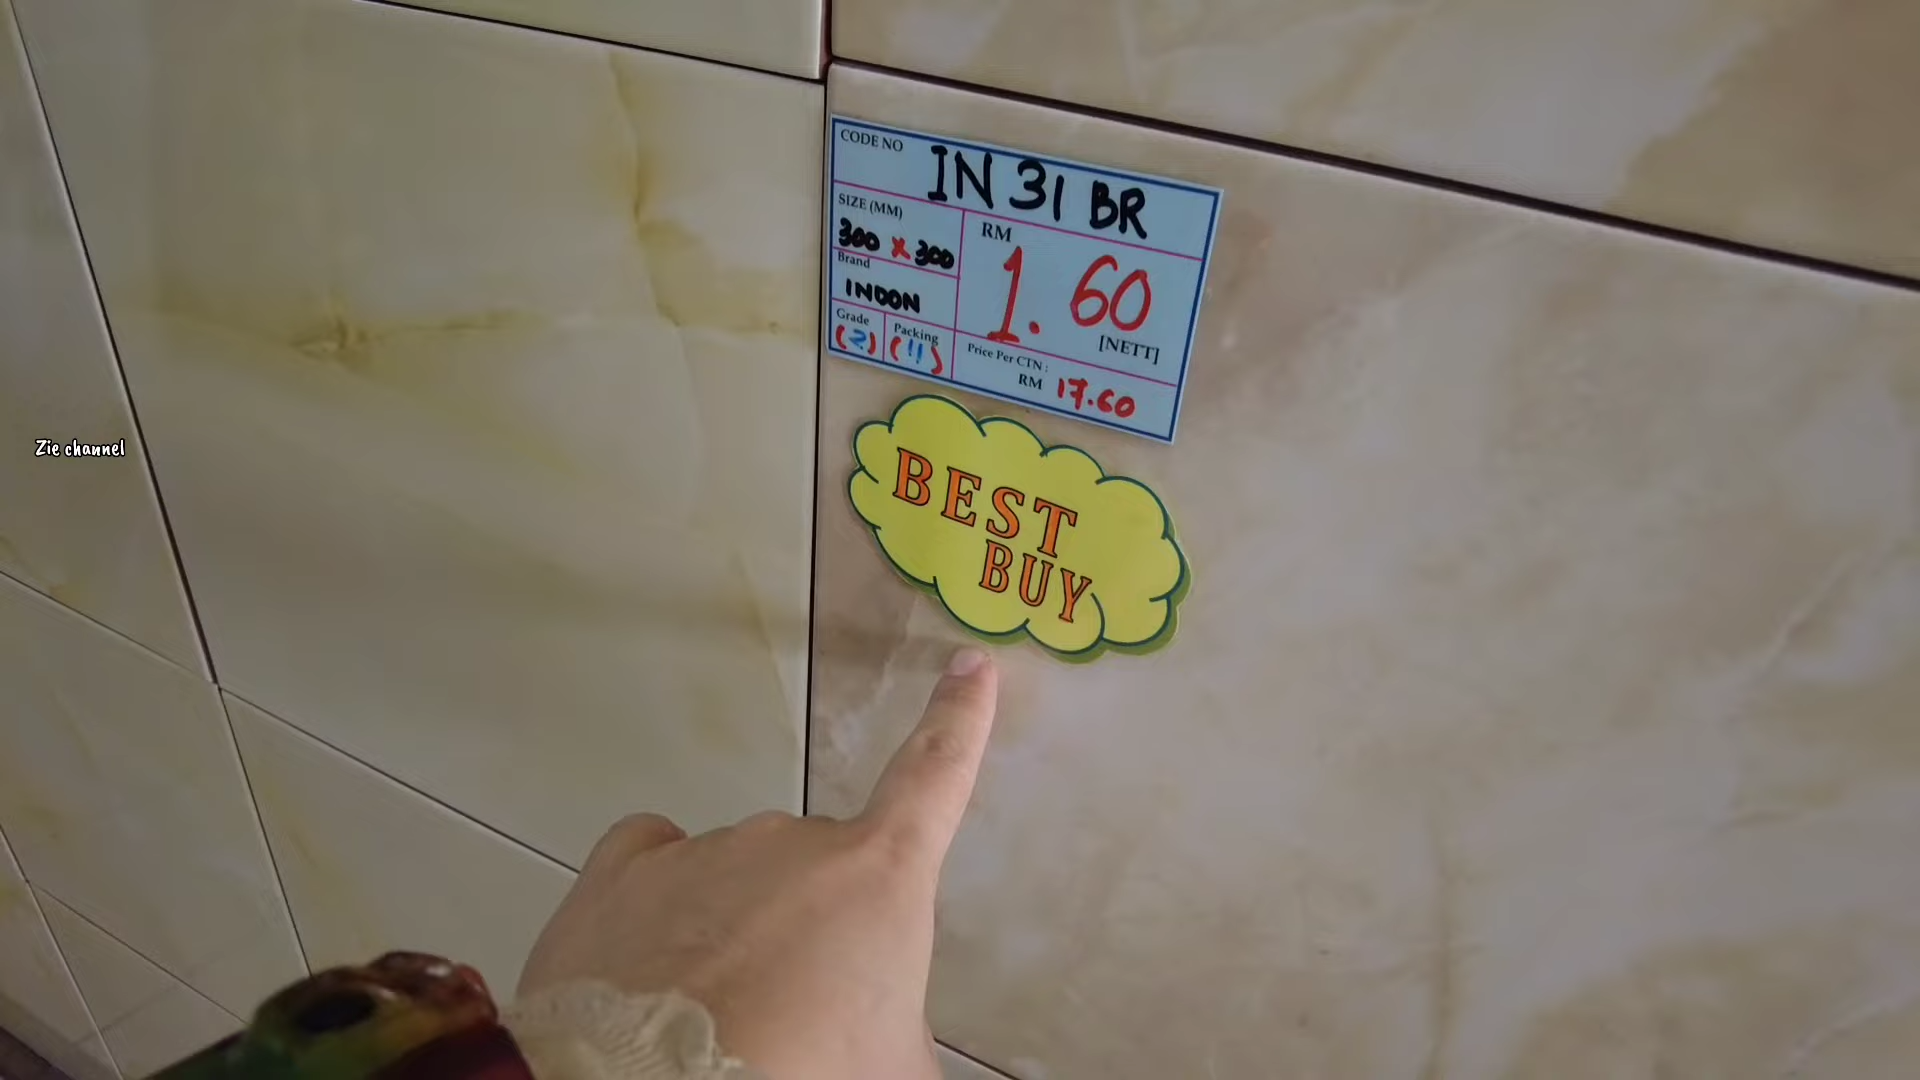 CODE NO IN 31 BR
SIZE (MM)
300 x 300
Brand
INDON
Grade
(2)
Packing
(11)
RM
1.60
[NETT]
Price Per CTN :
RM 17.60
BEST
BUY
Zie channel